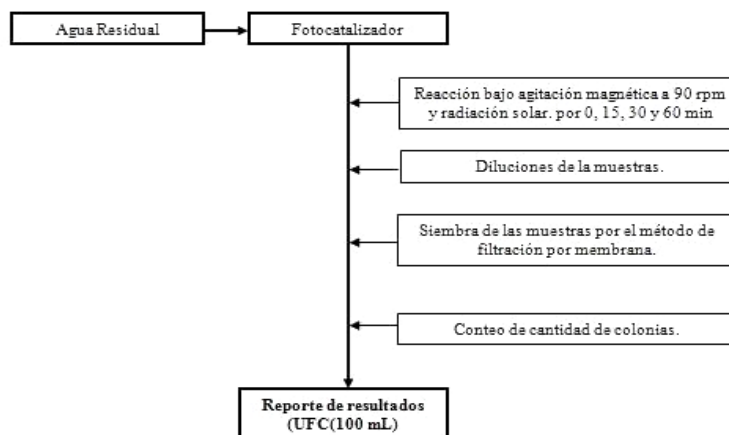 Agua Residual
Fotocatalizador
Reacción bajo agitación magnética a 90 rpm
y radiación solar. por 0, 15, 30 y 60 min
Diluciones de la muestras.
Siembra de las muestras por el método de
filtración por membrana.
Conteo de cantidad de colonias.
Reporte de resultados
(UFC(100 mL)